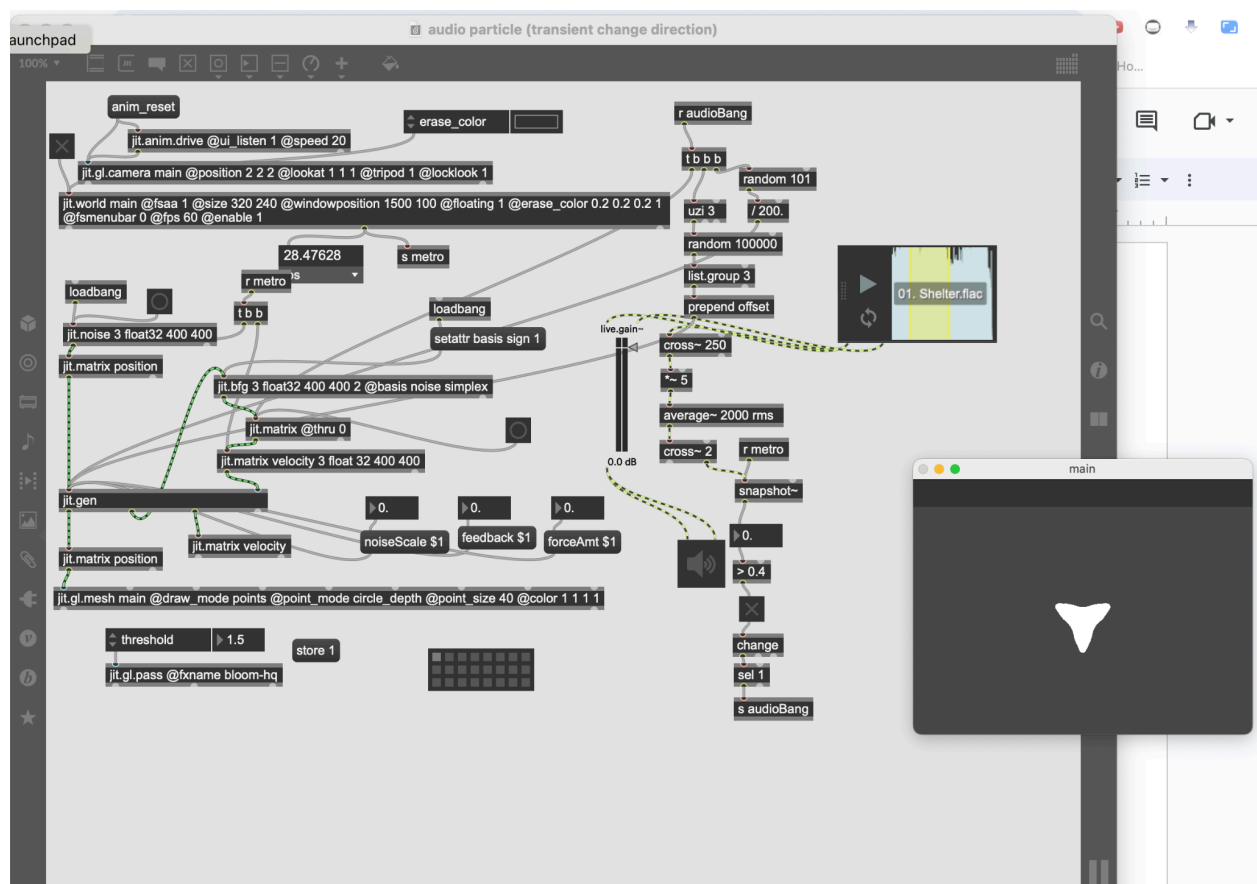 audio particle (transient change direction)
aunchpad
100%
Ho...
anim_reset
erase_color
r audioBang
jit.anim.drive @ui_listen 1 @speed 20
t b b b
jit.gl.camera main @position 2 2 2 @lookat 1 1 1 @tripod 1 @locklook 1
random 101
jit.world main @fsaa 1 @size 320 240 @windowposition 1500 100 @floating 1 @erase_color 0.2 0.2 0.2 1
@fsmenubar 0 @fps 60 @enable 1
uzi 3
/ 200.
random 100000
28.47628
s metro
r metro
list.group 3
loadbang
01. Shelter.flac
loadbang
t b b
prepend offset
jit.noise 3 float32 400 400
setattr basis sign 1
live.gain~
cross~ 250
jit.matrix position
*~ 5
jit.bfg 3 float32 400 400 2 @basis noise simplex
average~ 2000 rms
jit.matrix @thru 0
cross~ 2
r metro
jit.matrix velocity 3 float 32 400 400
0.0 dB
main
snapshot~
jit.gen
0.
0.
0.
0.
jit.matrix velocity
noiseScale $1
feedback $1
forceAmt $1
jit.matrix position
> 0.4
jit.gl.mesh main @draw_mode points @point_mode circle_depth @point_size 40 @color 1 1 1 1
threshold
1.5
store 1
change
jit.gl.pass @fxname bloom-hq
sel 1
s audioBang